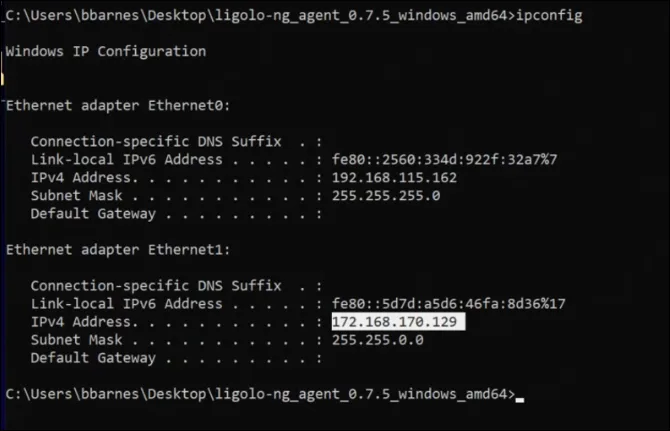 C:\Users\bbarnes\Desktop\ligolo-ng_agent_0.7.5_windows_amd64>ipconfig
Windows IP Configuration
Ethernet adapter Ethernet0:
Connection-specific DNS Suffix . :
Link-local IPv6 Address . . . . . : fe80::2560:334d:922f:32a7%7
IPv4 Address. . . . . . . . . . . : 192.168.115.162
Subnet Mask . . . . . . . . . . . : 255.255.255.0
Default Gateway . . . . . . . . . :
Ethernet adapter Ethernet1:
Connection-specific DNS Suffix . :
Link-local IPv6 Address . . . . . : fe80::5d7d:a5d6:46fa:8d36%17
IPv4 Address. . . . . . . . . . . : 172.168.170.129
Subnet Mask . . . . . . . . . . . : 255.255.0.0
Default Gateway . . . . . . . . . :
C:\Users\bbarnes\Desktop\ligolo-ng_agent_0.7.5_windows_amd64>